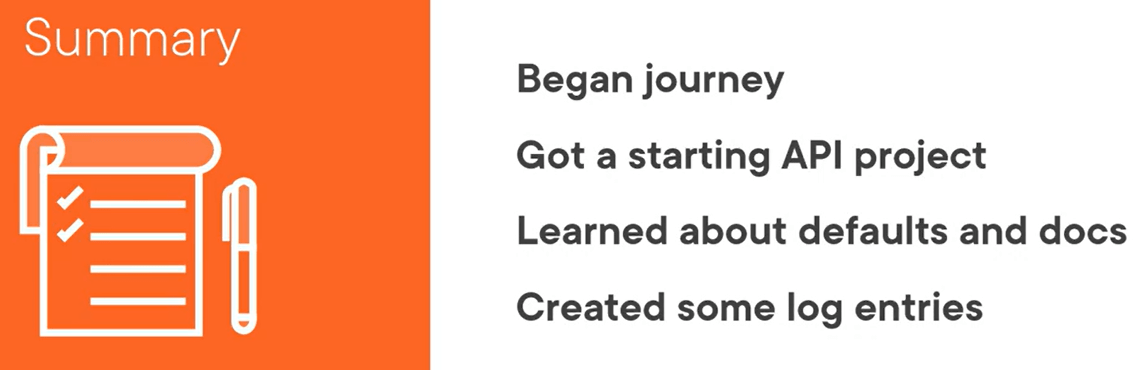 Summary
Began journey
Got a starting API project
Learned about defaults and docs
Created some log entries